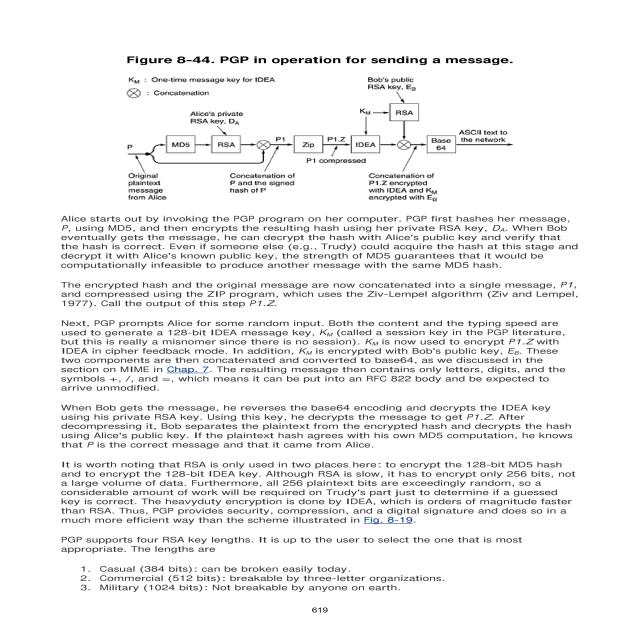 Figure 8-44. PGP in operation for sending a message.
K_M : One-time message key for IDEA
⊗ : Concatenation
Bob's public
RSA key, E_B
Alice's private
RSA key, D_A
K_M
RSA
P
MD5
RSA
P1
Zip
P1.Z
IDEA
Base
64
ASCII text to
the network
P1 compressed
Original
plaintext
message
from Alice
Concatenation of
P and the signed
hash of P
Concatenation of
P1.Z encrypted
with IDEA and K_M
encrypted with E_B
Alice starts out by invoking the PGP program on her computer. PGP first hashes her message,
P, using MD5, and then encrypts the resulting hash using her private RSA key, D_A. When Bob
eventually gets the message, he can decrypt the hash with Alice's public key and verify that
the hash is correct. Even if someone else (e.g., Trudy) could acquire the hash at this stage and
decrypt it with Alice's known public key, the strength of MD5 guarantees that it would be
computationally infeasible to produce another message with the same MD5 hash.
The encrypted hash and the original message are now concatenated into a single message, P1,
and compressed using the ZIP program, which uses the Ziv-Lempel algorithm (Ziv and Lempel,
1977). Call the output of this step P1.Z.
Next, PGP prompts Alice for some random input. Both the content and the typing speed are
used to generate a 128-bit IDEA message key, K_M (called a session key in the PGP literature,
but this is really a misnomer since there is no session). K_M is now used to encrypt P1.Z with
IDEA in cipher feedback mode. In addition, K_M is encrypted with Bob's public key, E_B. These
two components are then concatenated and converted to base64, as we discussed in the
section on MIME in Chap. 7. The resulting message then contains only letters, digits, and the
symbols +, /, and =, which means it can be put into an RFC 822 body and be expected to
arrive unmodified.
When Bob gets the message, he reverses the base64 encoding and decrypts the IDEA key
using his private RSA key. Using this key, he decrypts the message to get P1.Z. After
decompressing it, Bob separates the plaintext from the encrypted hash and decrypts the hash
using Alice's public key. If the plaintext hash agrees with his own MD5 computation, he knows
that P is the correct message and that it came from Alice.
It is worth noting that RSA is only used in two places here: to encrypt the 128-bit MD5 hash
and to encrypt the 128-bit IDEA key. Although RSA is slow, it has to encrypt only 256 bits, not
a large volume of data. Furthermore, all 256 plaintext bits are exceedingly random, so a
considerable amount of work will be required on Trudy's part just to determine if a guessed
key is correct. The heavyduty encryption is done by IDEA, which is orders of magnitude faster
than RSA. Thus, PGP provides security, compression, and a digital signature and does so in a
much more efficient way than the scheme illustrated in Fig. 8-19.
PGP supports four RSA key lengths. It is up to the user to select the one that is most
appropriate. The lengths are
1. Casual (384 bits): can be broken easily today.
2. Commercial (512 bits): breakable by three-letter organizations.
3. Military (1024 bits): Not breakable by anyone on earth.
619